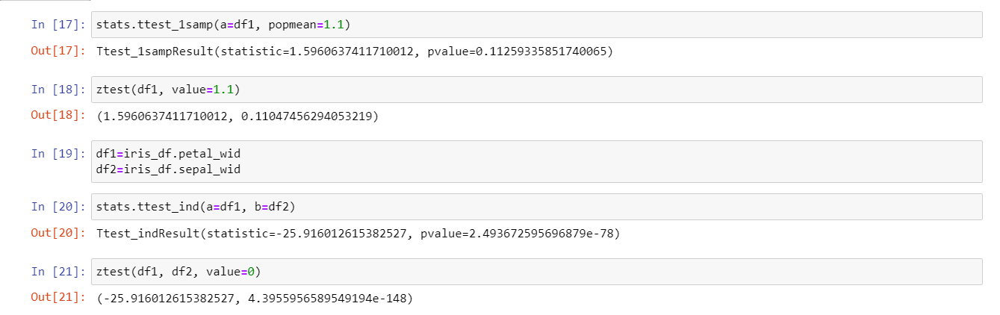 In [17]: stats.ttest_1samp(a=df1, popmean=1.1)
Out[17]: Ttest_1sampResult(statistic=1.5960637411710012, pvalue=0.11259335851740065)
In [18]: ztest(df1, value=1.1)
Out[18]: (1.5960637411710012, 0.11047456294053219)
In [19]: df1=iris_df.petal_wid
df2=iris_df.sepal_wid
In [20]: stats.ttest_ind(a=df1, b=df2)
Out[20]: Ttest_indResult(statistic=-25.916012615382527, pvalue=2.493672595696879e-78)
In [21]: ztest(df1, df2, value=0)
Out[21]: (-25.916012615382527, 4.3955956589549194e-148)